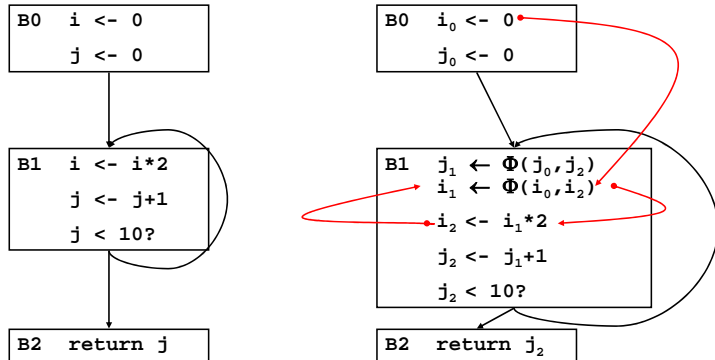 B0 i <- 0
j <- 0
B1 i <- i*2
j <- j+1
j < 10?
B2 return j
B0 i₀ <- 0
j₀ <- 0
B1 j₁ ← Φ(j₀,j₂)
i₁ ← Φ(i₀,i₂)
i₂ <- i₁*2
j₂ <- j₁+1
j₂ < 10?
B2 return j₂